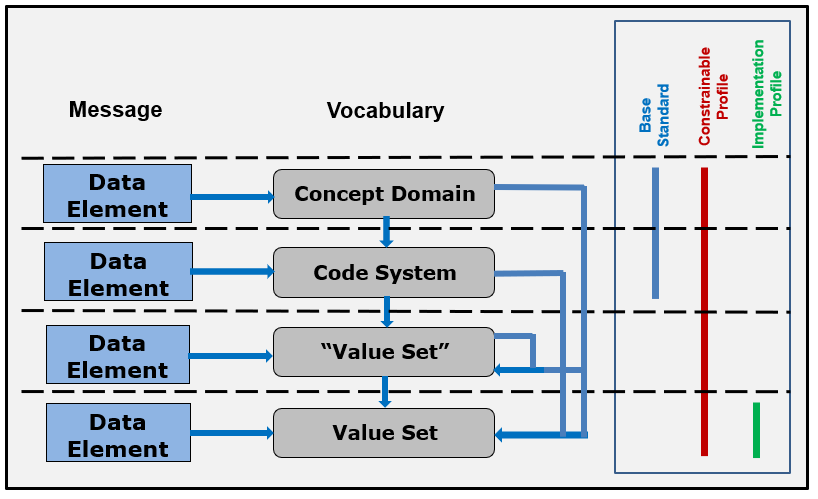 Message
Vocabulary
Base
Standard
Constrainable
Profile
Implementation
Profile
Data
Element
Concept Domain
Data
Element
Code System
Data
Element
“Value Set”
Data
Element
Value Set